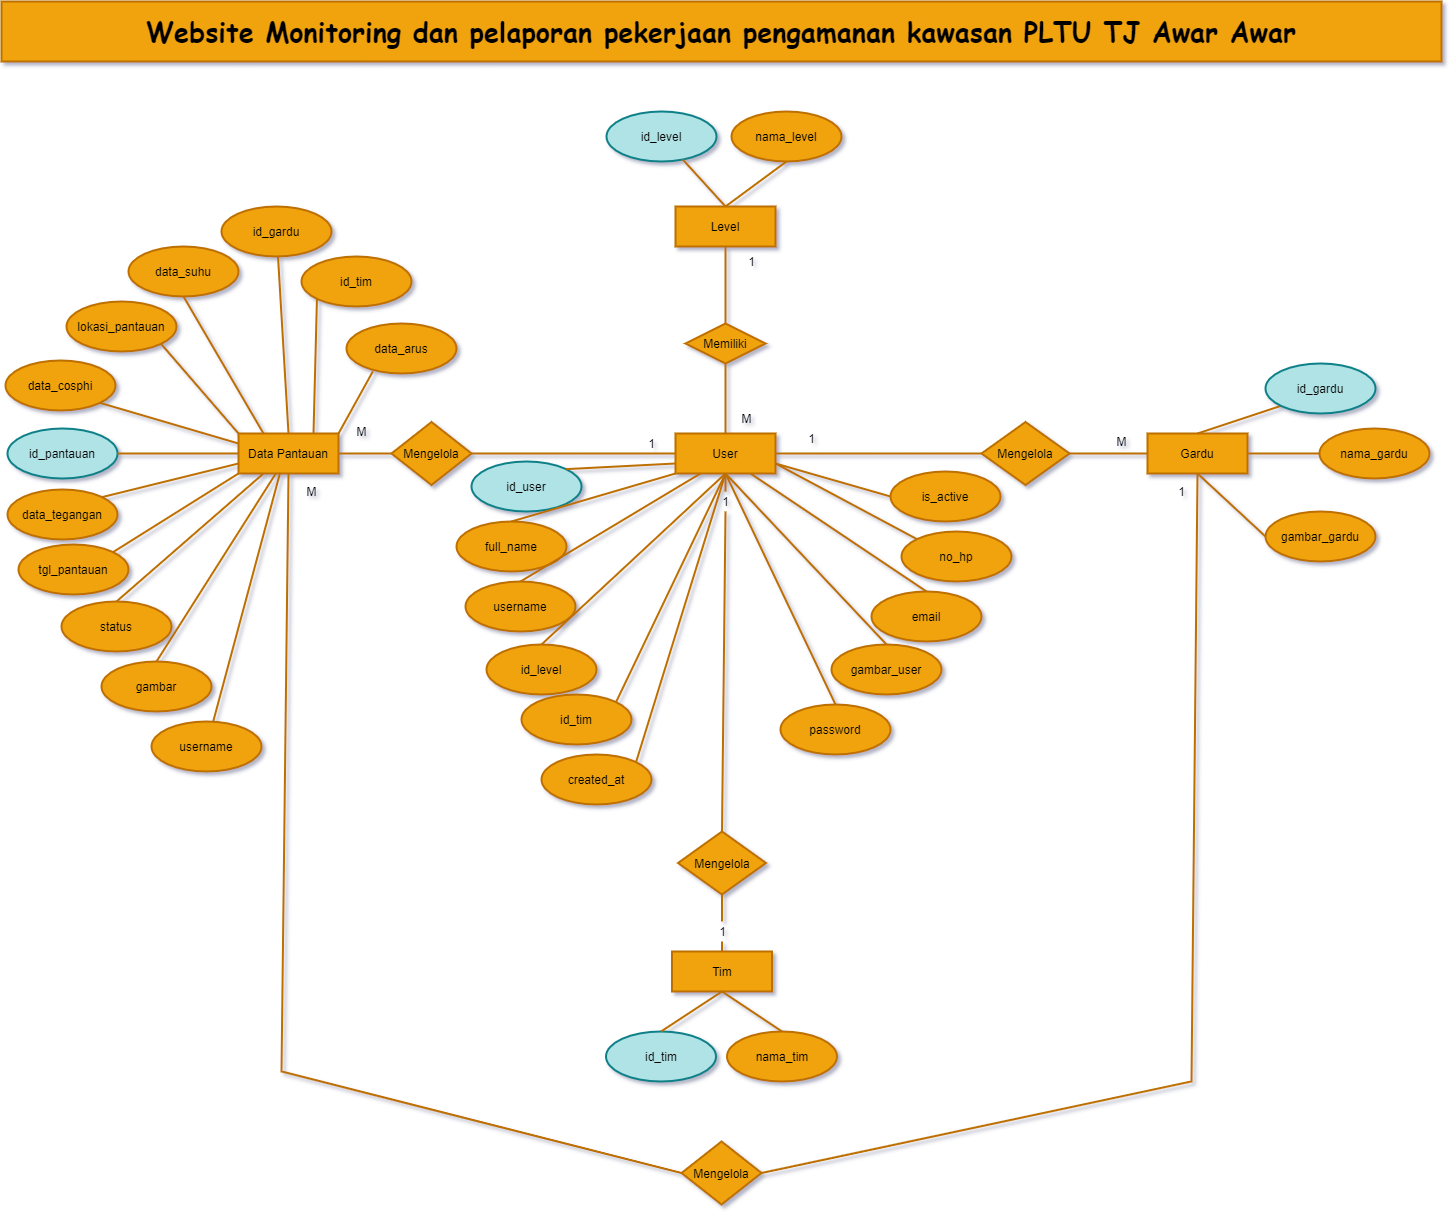 Website Monitoring dan pelaporan pekerjaan pengamanan kawasan PLTU TJ Awar Awar
id_level
nama_level
Level
1
Memiliki
M
id_gardu
data_suhu
id_tim
lokasi_pantauan
data_arus
data_cosphi
id_pantauan
Data Pantauan
M
Mengelola
1
User
1
Mengelola
M
Gardu
id_gardu
nama_gardu
gambar_gardu
1
M
data_tegangan
tgl_pantauan
status
gambar
username
id_user
full_name
username
id_level
id_tim
created_at
1
is_active
no_hp
email
gambar_user
password
Mengelola
1
Tim
id_tim
nama_tim
Mengelola